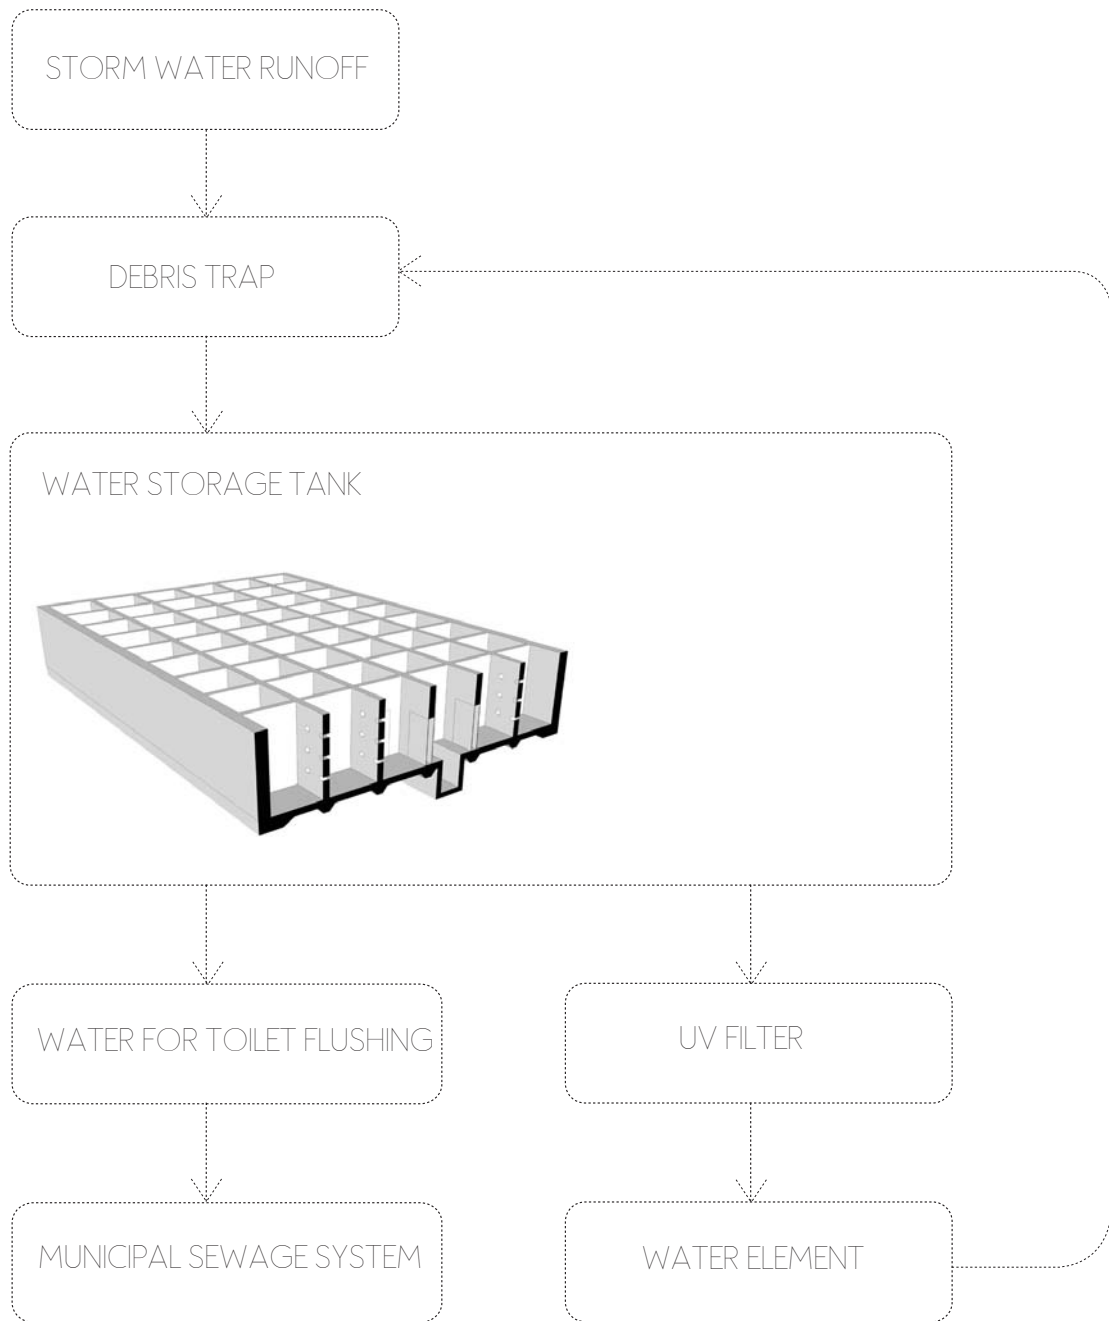 STORM WATER RUNOFF
DEBRIS TRAP
WATER STORAGE TANK
WATER FOR TOILET FLUSHING
UV FILTER
MUNICIPAL SEWAGE SYSTEM
WATER ELEMENT